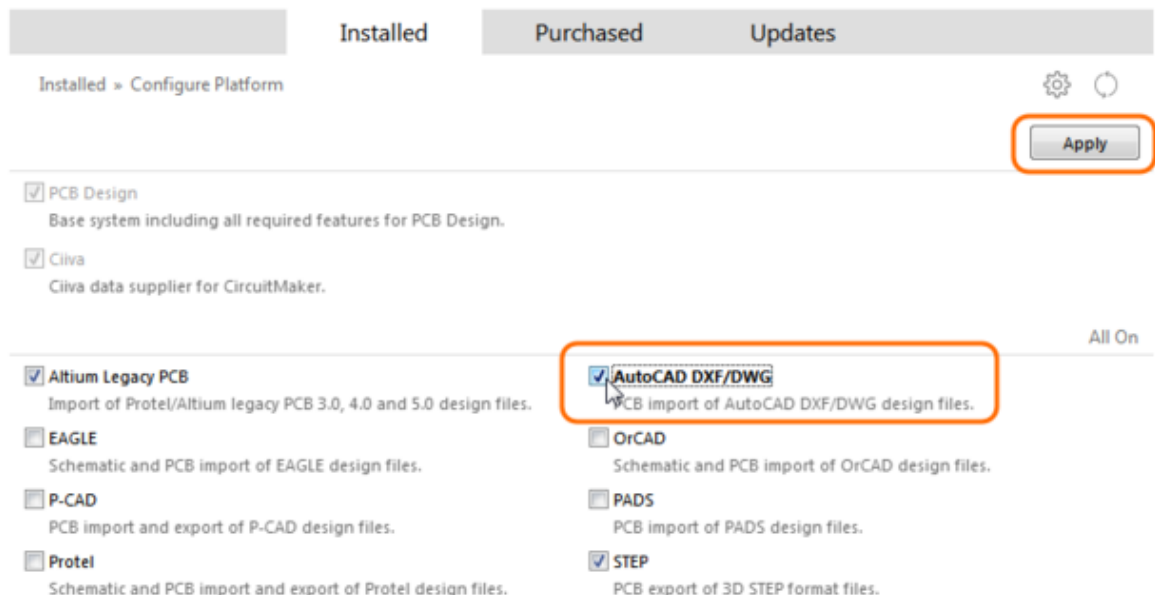 Installed Purchased Updates
Installed » Configure Platform
Apply
PCB Design
Base system including all required features for PCB Design.
Ciiva
Ciiva data supplier for CircuitMaker.
All On
Altium Legacy PCB
Import of Protel/Altium legacy PCB 3.0, 4.0 and 5.0 design files.
AutoCAD DXF/DWG
PCB import of AutoCAD DXF/DWG design files.
EAGLE
Schematic and PCB import of EAGLE design files.
OrCAD
Schematic and PCB import of OrCAD design files.
P-CAD
PCB import and export of P-CAD design files.
PADS
PCB import of PADS design files.
Protel
Schematic and PCB import and export of Protel design files.
STEP
PCB export of 3D STEP format files.